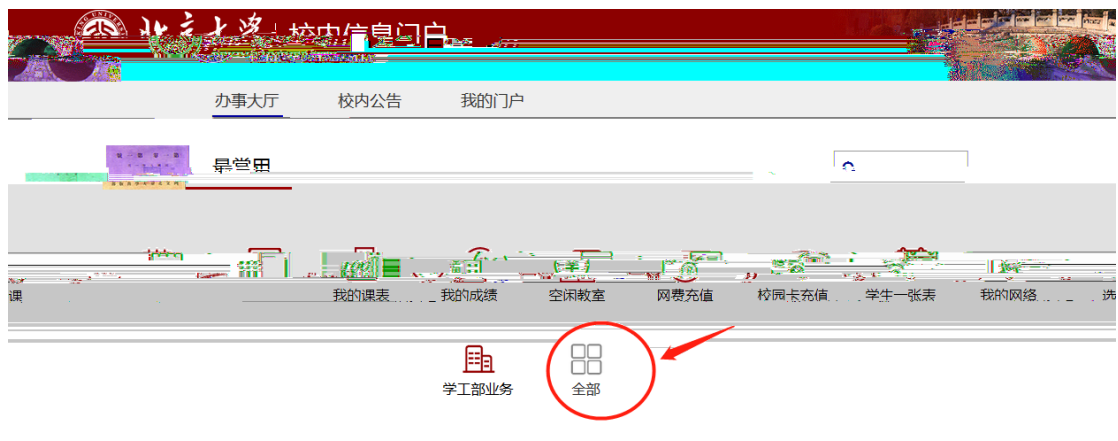 北京大学 校内信息门户
办事大厅 校内公告 我的门户
最常用
课 我的课表 我的成绩 空闲教室 网费充值 校园卡充值 学生一张表 我的网络 选
学工部业务 全部